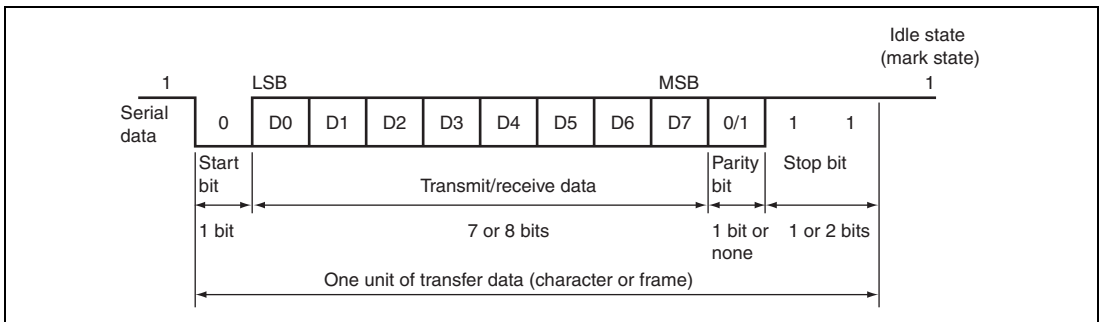 Idle state
(mark state)
1 LSB MSB 1
Serial
data
0 D0 D1 D2 D3 D4 D5 D6 D7 0/1 1 1
Start
bit
Transmit/receive data
Parity
bit
Stop bit
1 bit
7 or 8 bits
1 bit or
none
1 or 2 bits
One unit of transfer data (character or frame)